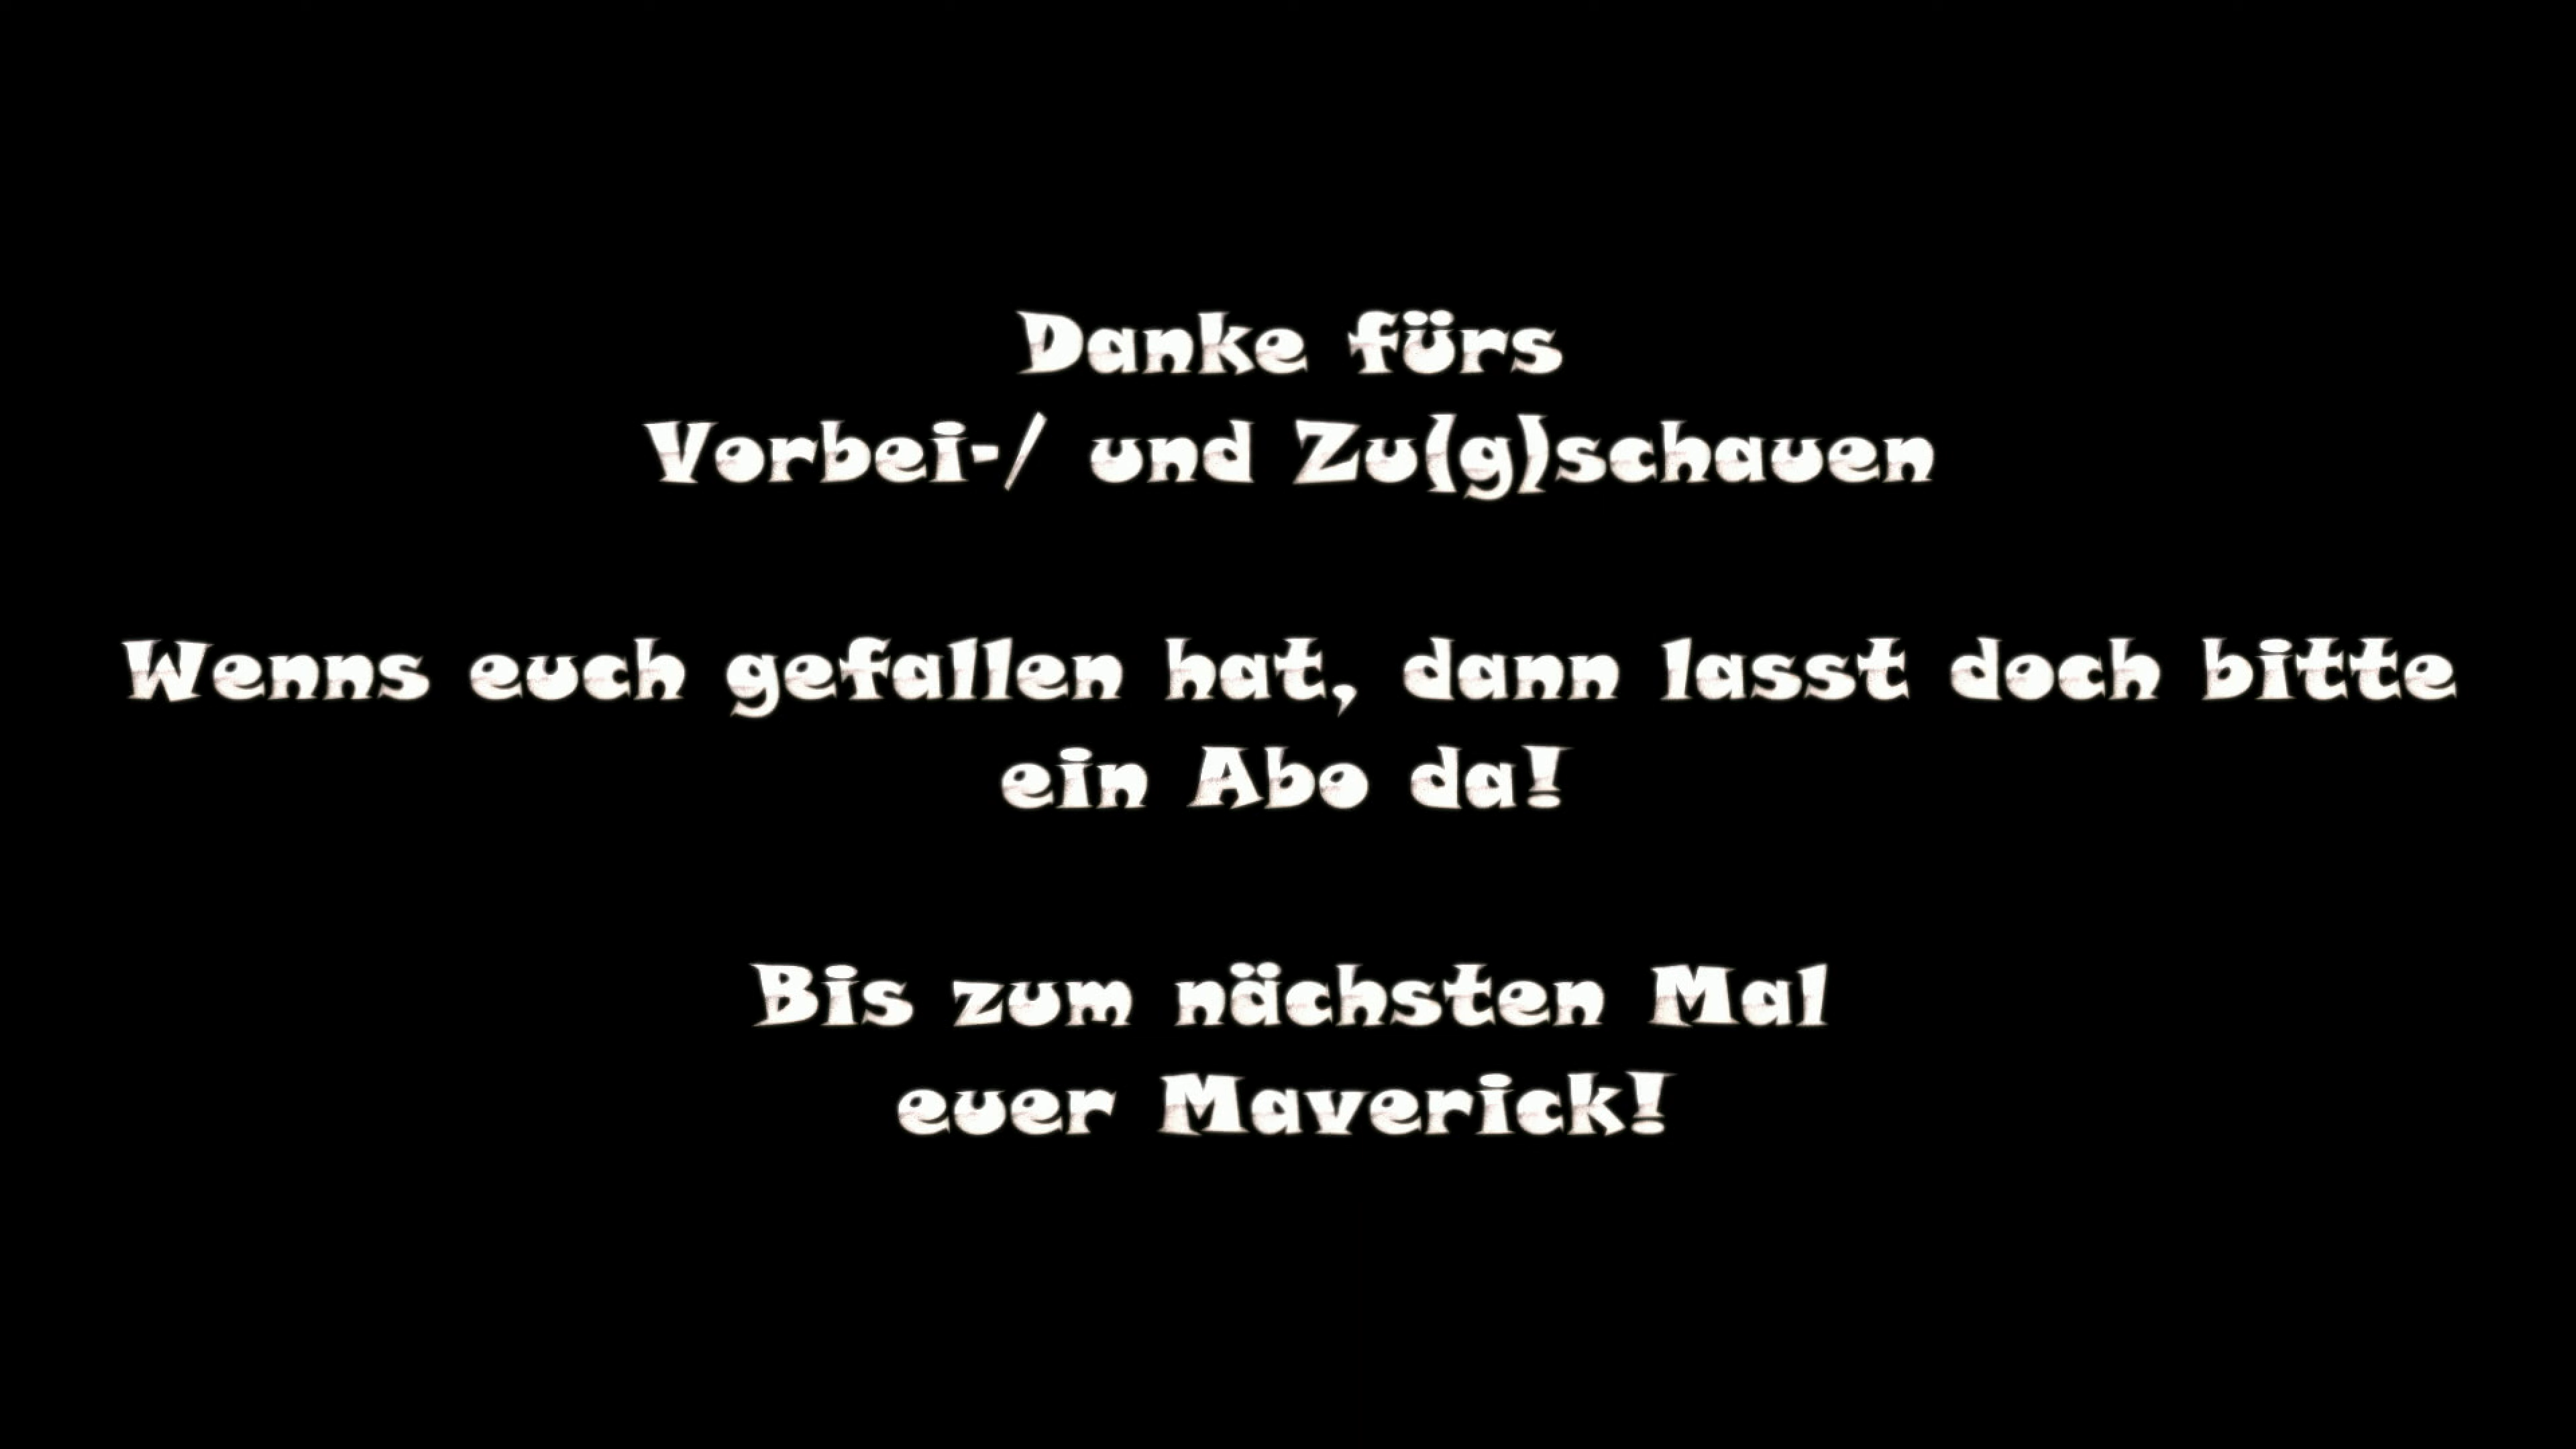 Danke fürs
Vorbei-/ und Zu(g)schauen
Wenns euch gefallen hat, dann lasst doch bitte
ein Abo da!
Bis zum nächsten Mal
euer Maverick!